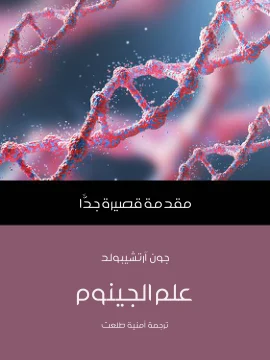 مقدمة قصيرة جدًّا
جون آرتشيبولد
علم الجينوم
ترجمة أمنية طلعت